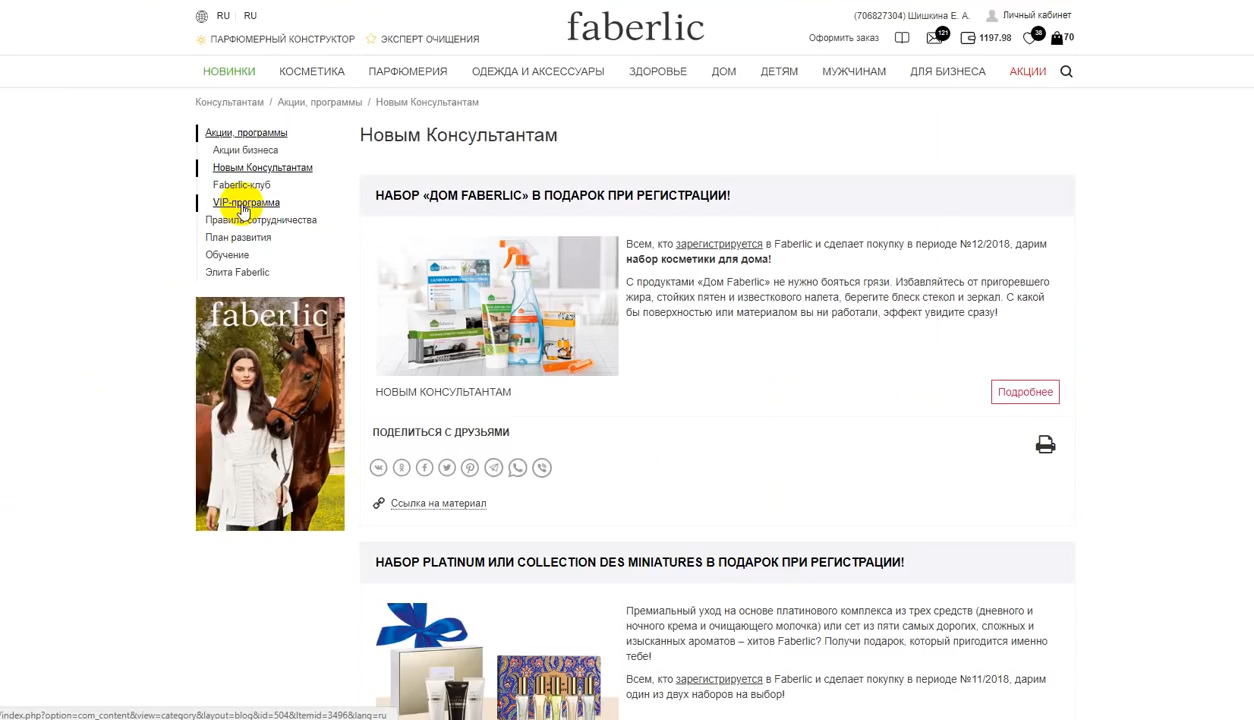 RU RU
(706827304) Шишкина Е. А. Личный кабинет
ПАРФЮМЕРНЫЙ КОНСТРУКТОР ЭКСПЕРТ ОЧИЩЕНИЯ
faberlic
Оформить заказ 121 1197.98 38 70
НОВИНКИ КОСМЕТИКА ПАРФЮМЕРИЯ ОДЕЖДА И АКСЕССУАРЫ ЗДОРОВЬЕ ДОМ ДЕТЯМ МУЖЧИНАМ ДЛЯ БИЗНЕСА АКЦИИ
Консультантам / Акции, программы / Новым Консультантам
Акции, программы
Акции бизнеса
Новым Консультантам
Faberlic-клуб
VIP-программа
Правила сотрудничества
План развития
Обучение
Элита Faberlic
faberlic
Новым Консультантам
НАБОР «ДОМ FABERLIC» В ПОДАРОК ПРИ РЕГИСТРАЦИИ!
Всем, кто зарегистрируется в Faberlic и сделает покупку в периоде №12/2018, дарим
набор косметики для дома!
С продуктами «Дом Faberlic» не нужно бояться грязи. Избавляйтесь от пригоревшего
жира, стойких пятен и известкового налета, берегите блеск стекол и зеркал. С какой
бы поверхностью или материалом вы ни работали, эффект увидите сразу!
НОВЫМ КОНСУЛЬТАНТАМ
Подробнее
ПОДЕЛИТЬСЯ С ДРУЗЬЯМИ
Ссылка на материал
НАБОР PLATINUM ИЛИ COLLECTION DES MINIATURES В ПОДАРОК ПРИ РЕГИСТРАЦИИ!
Премиальный уход на основе платинового комплекса из трех средств (дневного и
ночного крема и очищающего молочка) или сет из пяти самых дорогих, сложных и
изысканных ароматов – хитов Faberlic? Получи подарок, который пригодится именно
тебе!
Всем, кто зарегистрируется в Faberlic и сделает покупку в периоде №11/2018, дарим
один из двух наборов на выбор!
/index.php?option=com_content&view=category&layout=blog&id=504&Itemid=3496&lang=ru